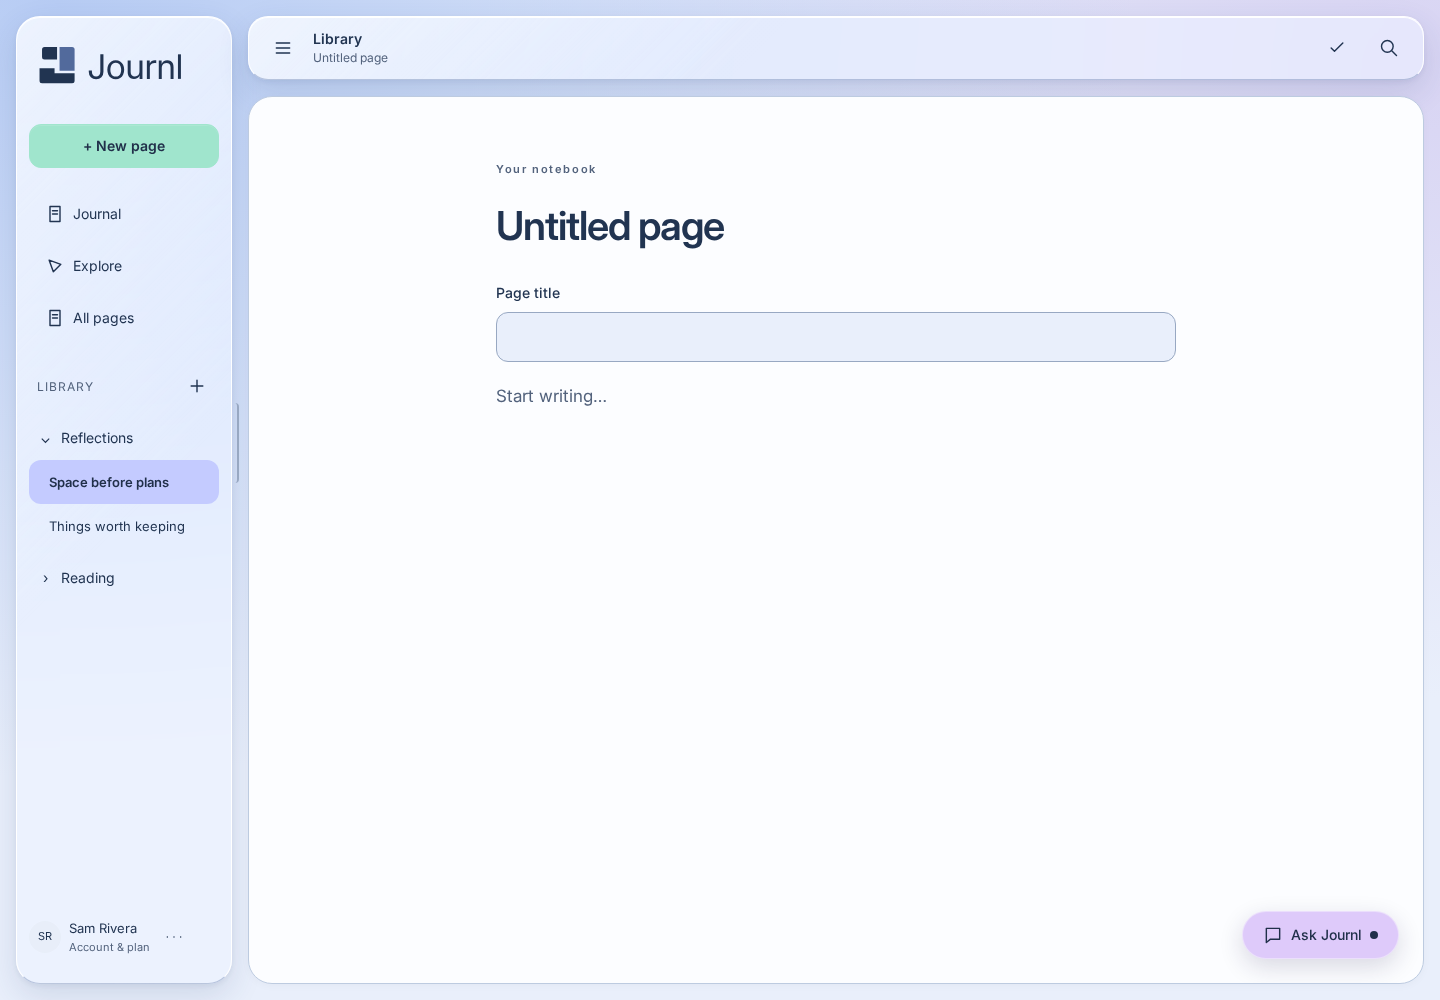 Journl
+ New page
Journal
Explore
All pages
LIBRARY
Reflections
Space before plans
Things worth keeping
Reading
SR
Sam Rivera
Account & plan
...
Library
Untitled page
Your notebook
Untitled page
Page title
Start writing...
Ask Journl